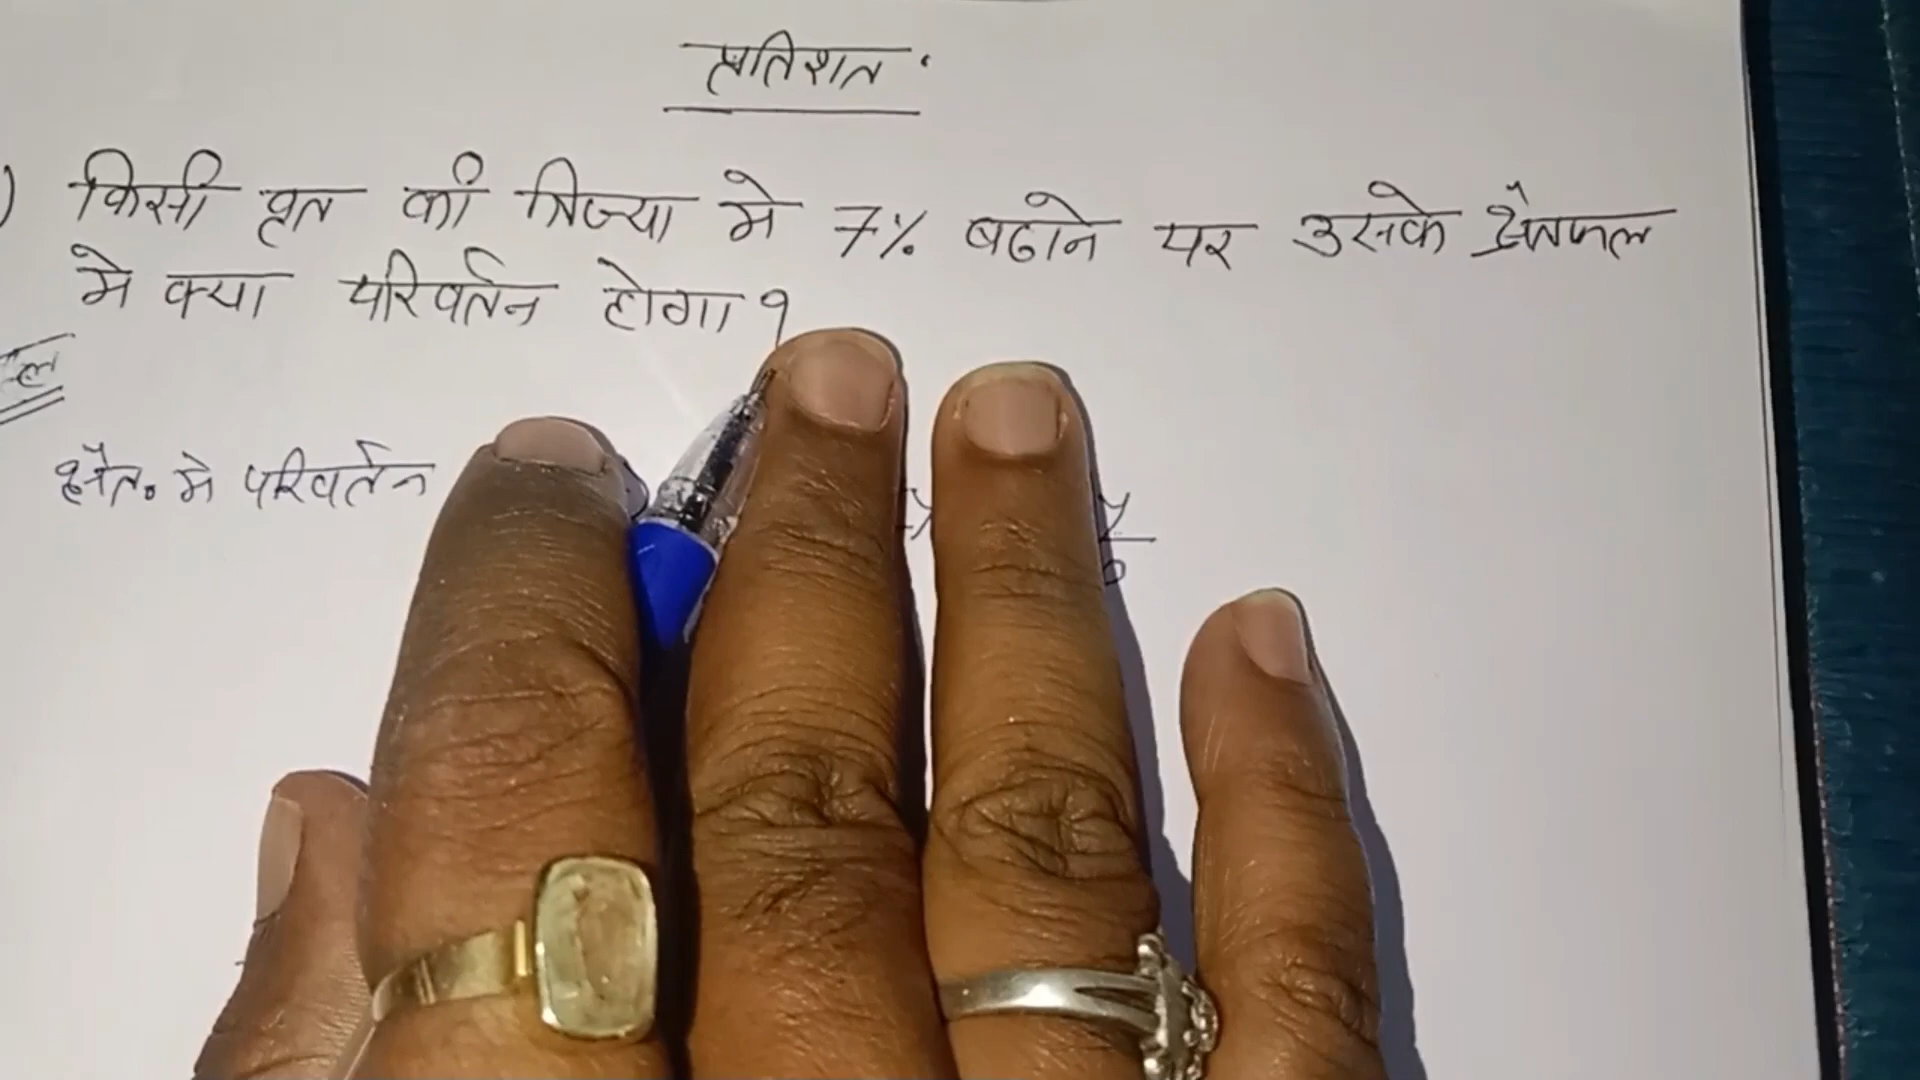 प्रतिशत
) किसी वृत की त्रिज्या मे 7% बढाने पर उसके क्षेत्रफल
मे क्या परिवर्तन होगा ?
हल
क्षेत्र. मे परिवर्तन